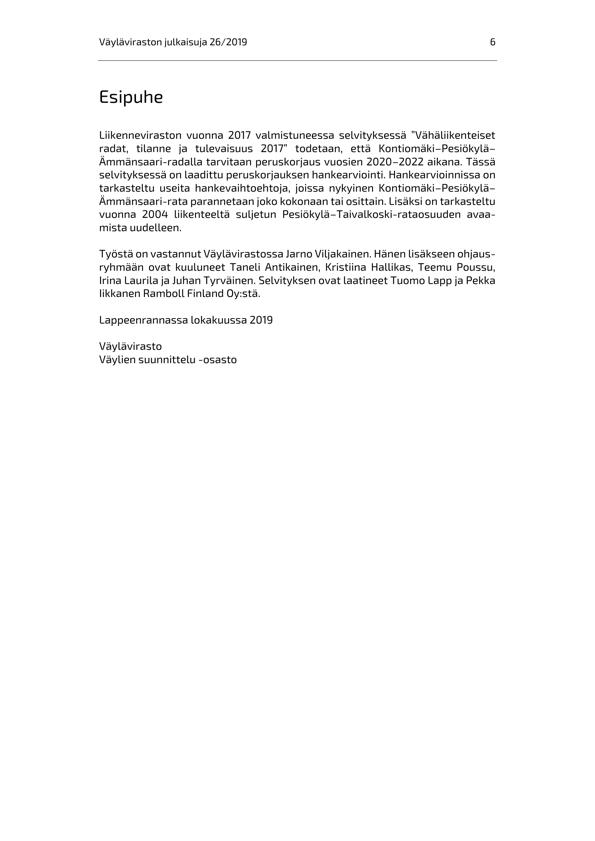 Väyläviraston julkaisuja 26/2019 6
Esipuhe
Liikenneviraston vuonna 2017 valmistuneessa selvityksessä ”Vähäliikenteiset
radat, tilanne ja tulevaisuus 2017” todetaan, että Kontiomäki–Pesiökylä–
Ämmänsaari-radalla tarvitaan peruskorjaus vuosien 2020–2022 aikana. Tässä
selvityksessä on laadittu peruskorjauksen hankearviointi. Hankearvioinnissa on
tarkasteltu useita hankevaihtoehtoja, joissa nykyinen Kontiomäki–Pesiökylä–
Ämmänsaari-rata parannetaan joko kokonaan tai osittain. Lisäksi on tarkasteltu
vuonna 2004 liikenteeltä suljetun Pesiökylä–Taivalkoski-rataosuuden avaa-
mista uudelleen.
Työstä on vastannut Väylävirastossa Jarno Viljakainen. Hänen lisäkseen ohjaus-
ryhmään ovat kuuluneet Taneli Antikainen, Kristiina Hallikas, Teemu Poussu,
Irina Laurila ja Juhan Tyrväinen. Selvityksen ovat laatineet Tuomo Lapp ja Pekka
Iikkanen Ramboll Finland Oy:stä.
Lappeenrannassa lokakuussa 2019
Väylävirasto
Väylien suunnittelu -osasto